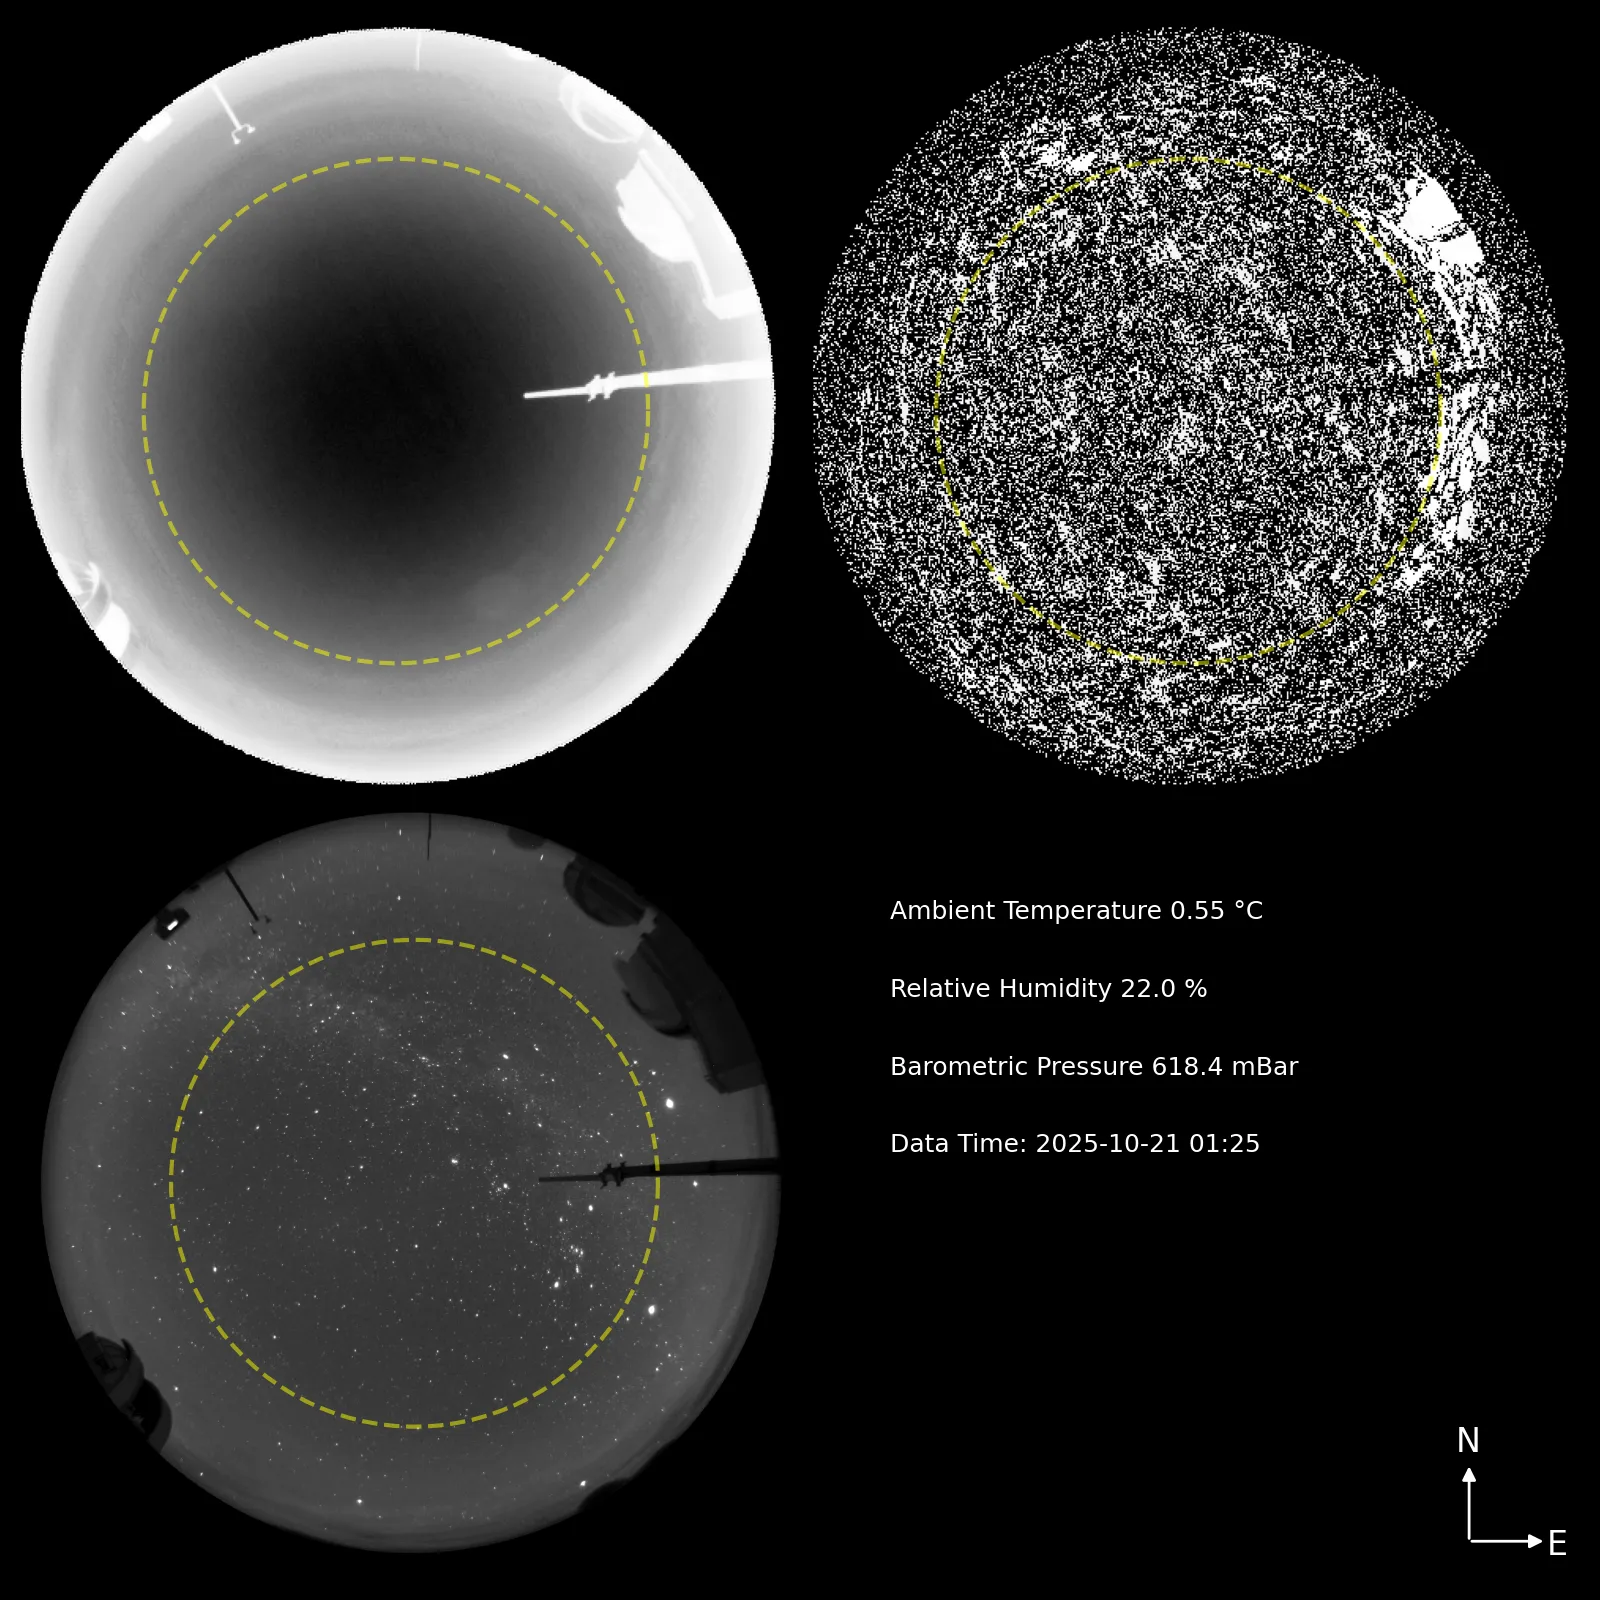 Ambient Temperature 0.55 °C
Relative Humidity 22.0 %
Barometric Pressure 618.4 mBar
Data Time: 2025-10-21 01:25
N
E